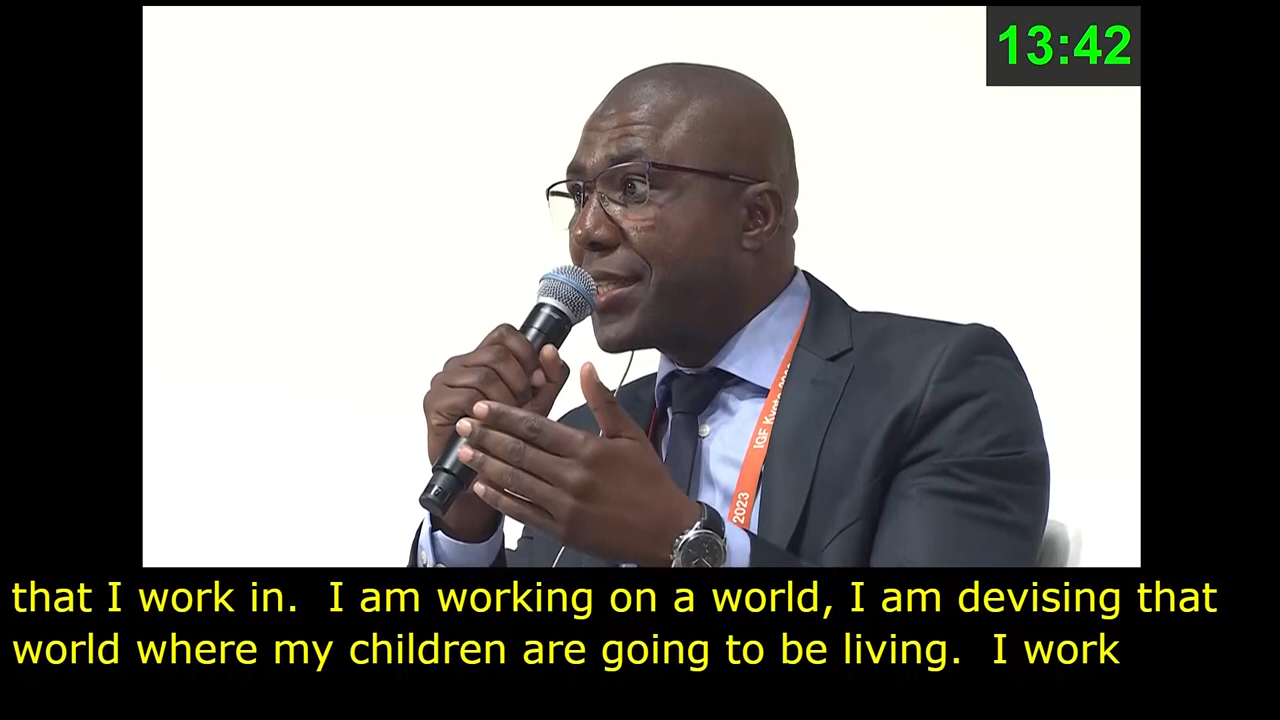 13:42
IGF Kyoto 2023
2023
that I work in.  I am working on a world, I am devising that
world where my children are going to be living.  I work